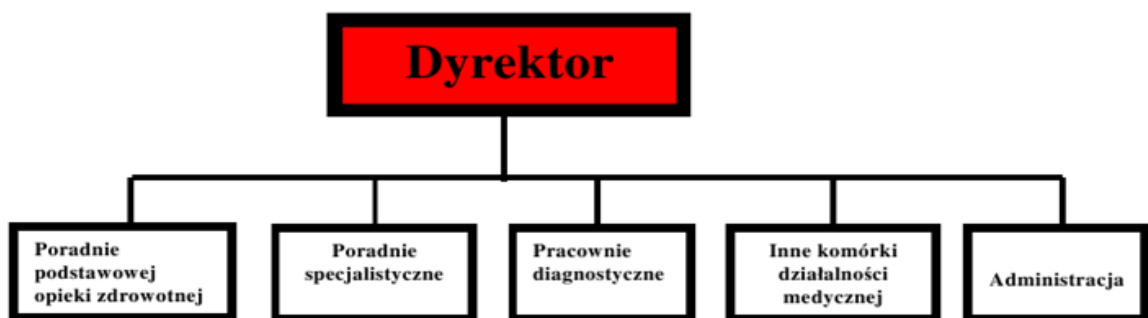 Dyrektor
Poradnie
podstawowej
opieki zdrowotnej
Poradnie
specjalistyczne
Pracownie
diagnostyczne
Inne komórki
działalności
medycznej
Administracja